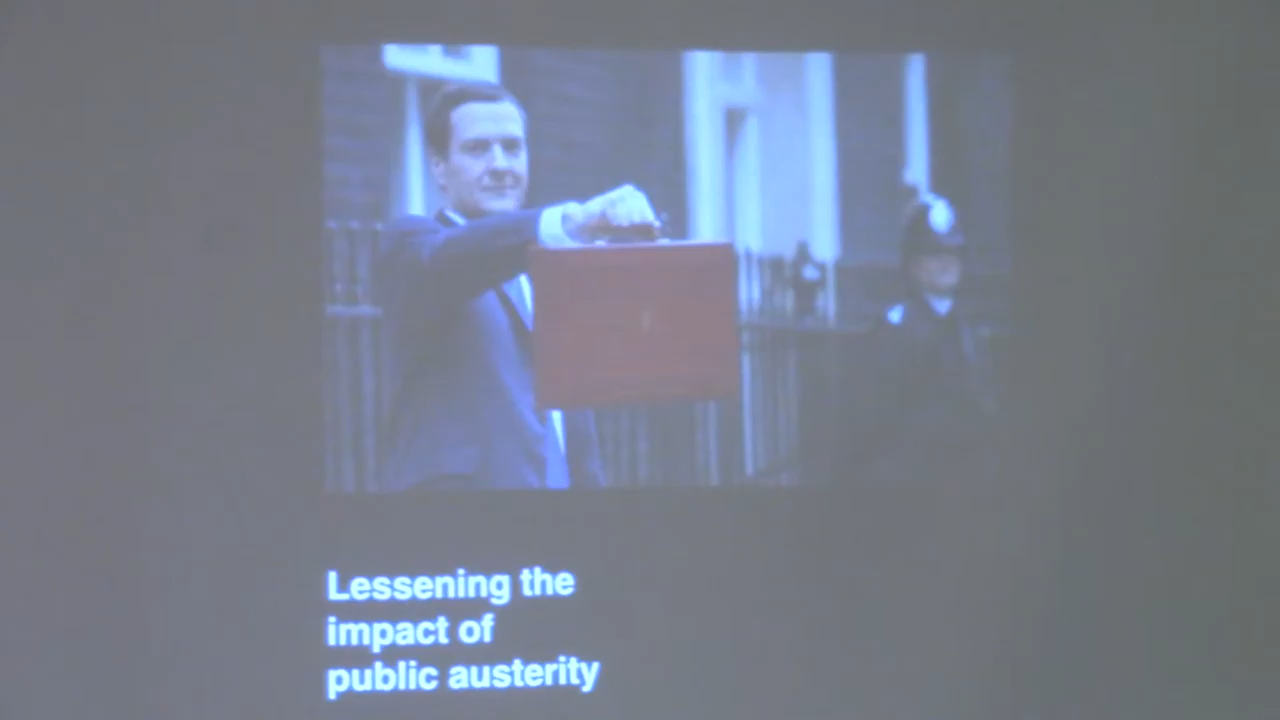 Lessening the
impact of
public austerity